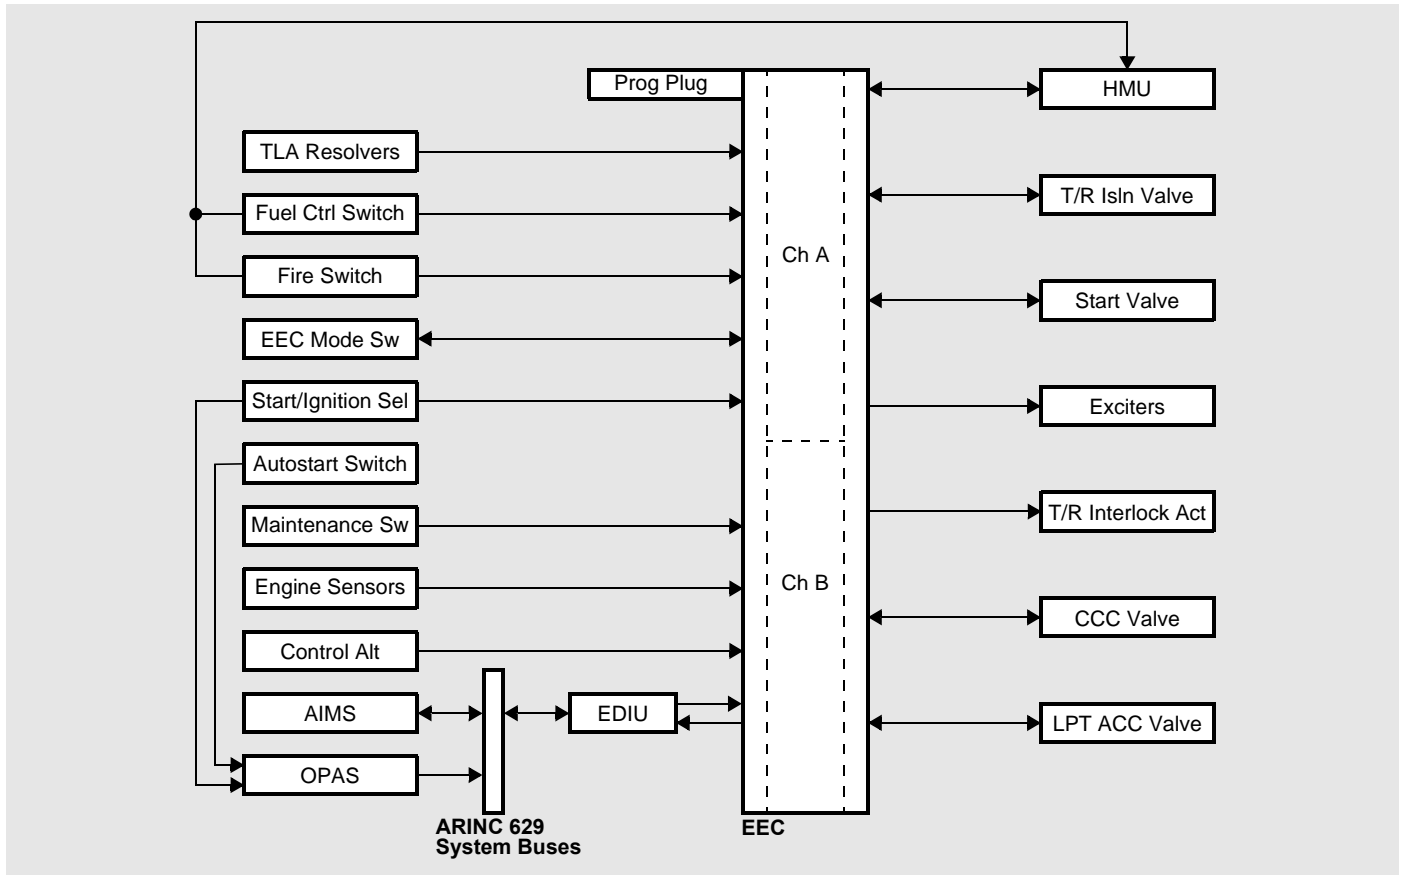 Prog Plug
HMU
TLA Resolvers
Fuel Ctrl Switch
T/R Isln Valve
Ch A
Fire Switch
Start Valve
EEC Mode Sw
Start/Ignition Sel
Exciters
Autostart Switch
T/R Interlock Act
Maintenance Sw
Ch B
Engine Sensors
CCC Valve
Control Alt
AIMS
EDIU
LPT ACC Valve
OPAS
ARINC 629
System Buses
EEC